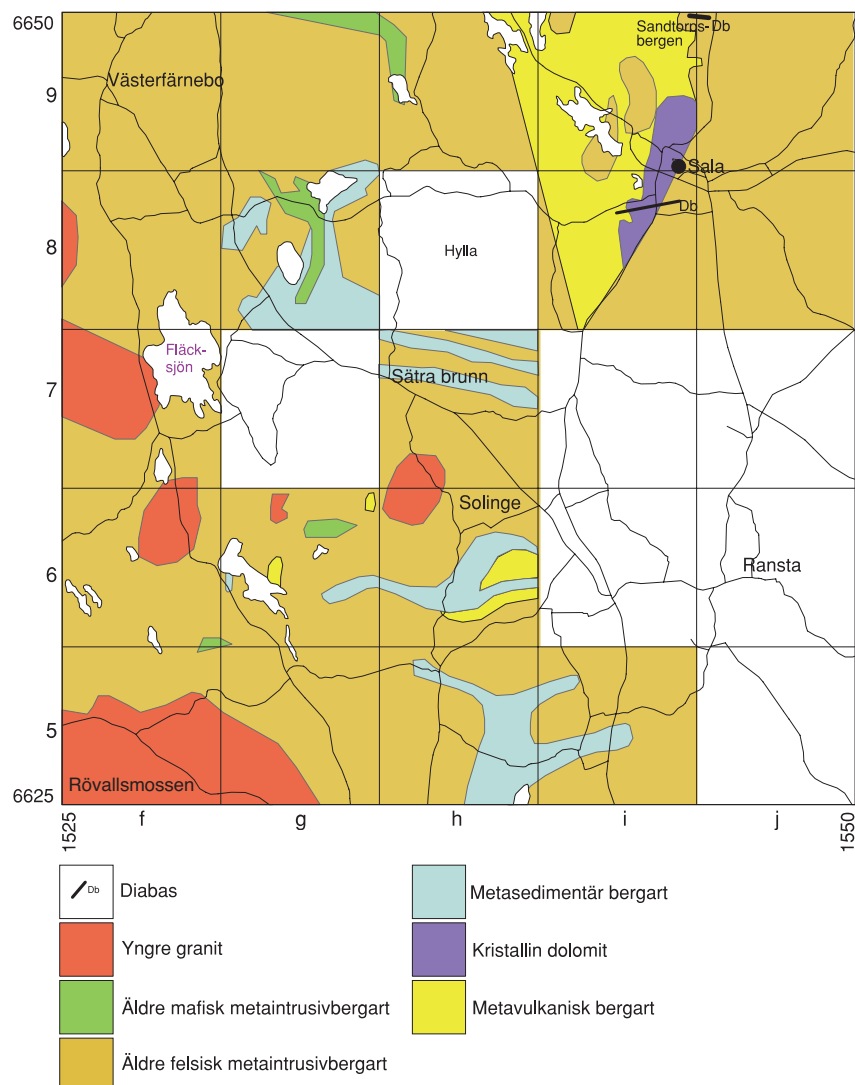 6650
Sandtorps-Db
bergen
Västerfärnebo
9
Sala
Db
8
Hylla
Fläck-
sjön
7
Sätra brunn
Solinge
6
Ransta
5
Rövallsmossen
6625
1525
f
g
h
i
j
1550
Db
Diabas
Metasedimentär bergart
Yngre granit
Kristallin dolomit
Äldre mafisk metaintrusivbergart
Metavulkanisk bergart
Äldre felsisk metaintrusivbergart